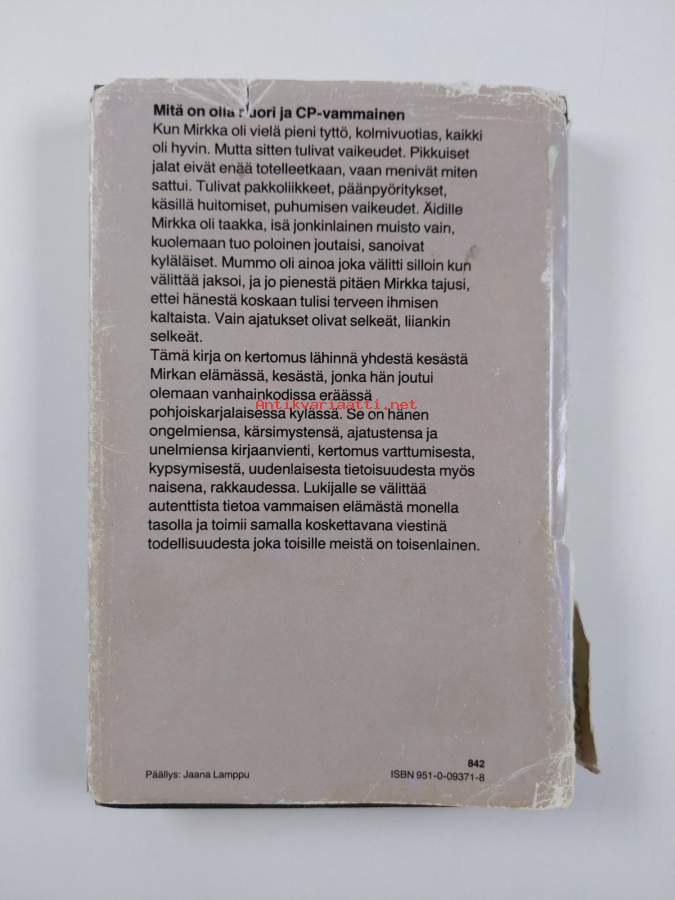 Mitä on olla nuori ja CP-vammainen
Kun Mirkka oli vielä pieni tyttö, kolmivuotias, kaikki
oli hyvin. Mutta sitten tulivat vaikeudet. Pikkuiset
jalat eivät enää totelleetkaan, vaan menivät miten
sattui. Tulivat pakkoliikkeet, päänpyöritykset,
käsillä huitomiset, puhumisen vaikeudet. Äidille
Mirkka oli taakka, isä jonkinlainen muisto vain,
kuolemaan tuo poloinen joutaisi, sanoivat
kyläläiset. Mummo oli ainoa joka välitti silloin kun
välittää jaksoi, ja jo pienestä pitäen Mirkka tajusi,
ettei hänestä koskaan tulisi terveen ihmisen
kaltaista. Vain ajatukset olivat selkeät, liiankin
selkeät.
Tämä kirja on kertomus lähinnä yhdestä kesästä
Mirkan elämässä, kesästä, jonka hän joutui
olemaan vanhainkodissa eräässä
Antikvariaatti.net
pohjoiskarjalaisessa kylässä. Se on hänen
ongelmiensa, kärsimystensä, ajatustensa ja
unelmiensa kirjaanvienti, kertomus varttumisesta,
kypsymisestä, uudenlaisesta tietoisuudesta myös
naisena, rakkaudessa. Lukijalle se välittää
autenttista tietoa vammaisen elämästä monella
tasolla ja toimii samalla koskettavana viestinä
todellisuudesta joka toisille meistä on toisenlainen.
842
Päällys: Jaana Lamppu
ISBN 951-0-09371-8